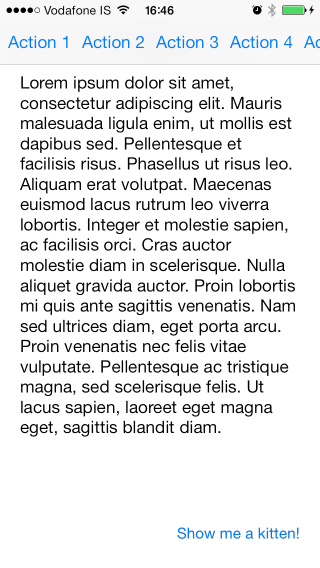 Vodafone IS 16:46
Action 1 Action 2 Action 3 Action 4 Ac
Lorem ipsum dolor sit amet,
consectetur adipiscing elit. Mauris
malesuada ligula enim, ut mollis est
dapibus sed. Pellentesque et
facilisis risus. Phasellus ut risus leo.
Aliquam erat volutpat. Maecenas
euismod lacus rutrum leo viverra
lobortis. Integer et molestie sapien,
ac facilisis orci. Cras auctor
molestie diam in scelerisque. Nulla
aliquet gravida auctor. Proin lobortis
mi quis ante sagittis venenatis. Nam
sed ultrices diam, eget porta arcu.
Proin venenatis nec felis vitae
vulputate. Pellentesque ac tristique
magna, sed scelerisque felis. Ut
lacus sapien, laoreet eget magna
eget, sagittis blandit diam.
Show me a kitten!